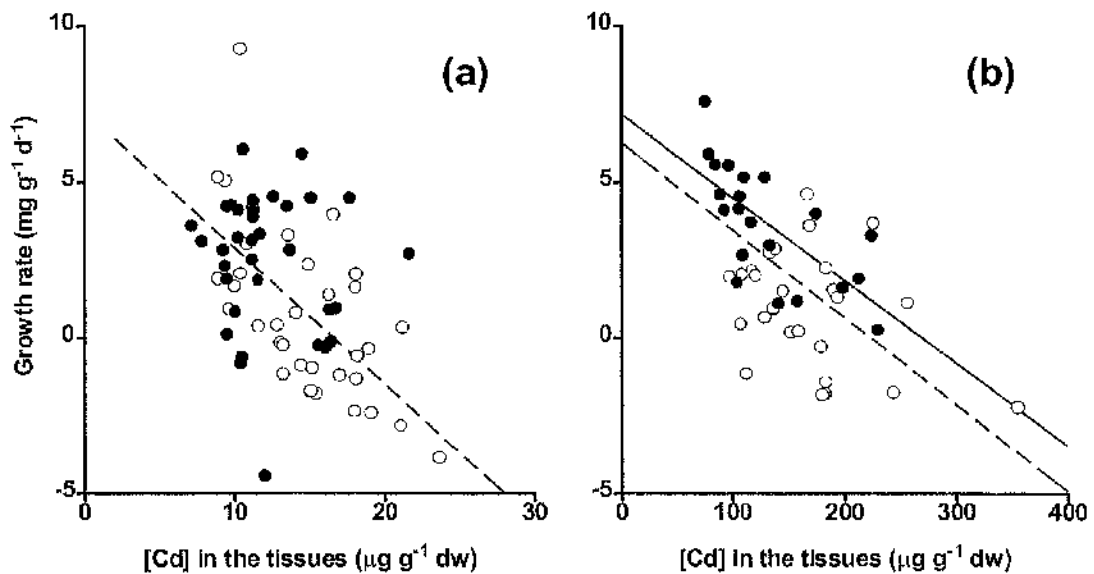 10
5
0
-5
Growth rate (mg g⁻¹ d⁻¹)
(a)
0 10 20 30
[Cd] in the tissues (µg g⁻¹ dw)
10
5
0
-5
(b)
0 100 200 300 400
[Cd] in the tissues (µg g⁻¹ dw)